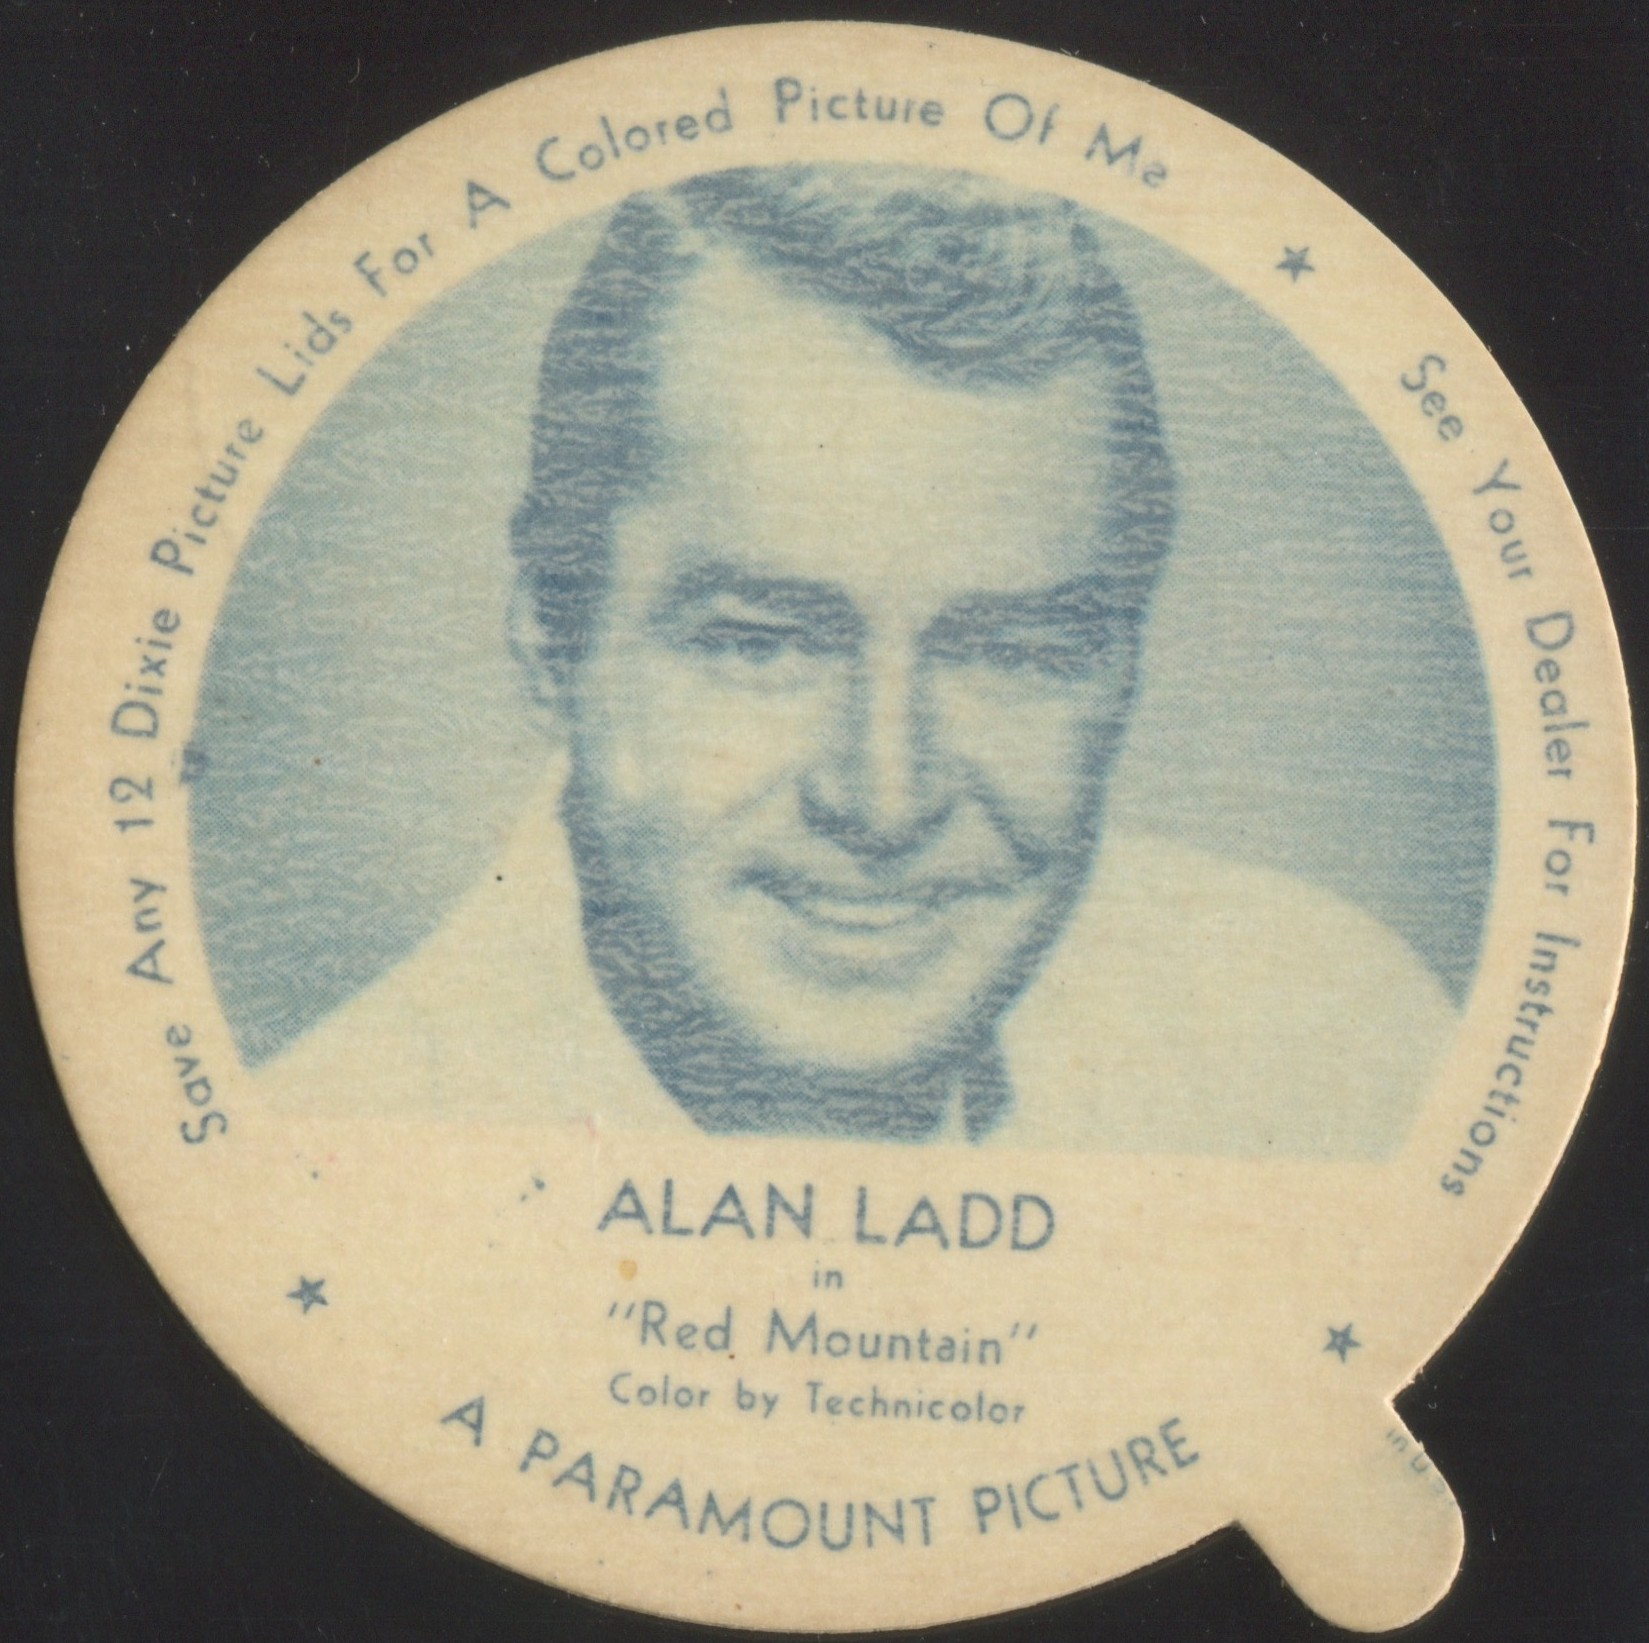 Save Any 12 Dixie Picture Lids For A Colored Picture Of Me
See Your Dealer For Instructions
ALAN LADD
in
"Red Mountain"
Color by Technicolor
A PARAMOUNT PICTURE